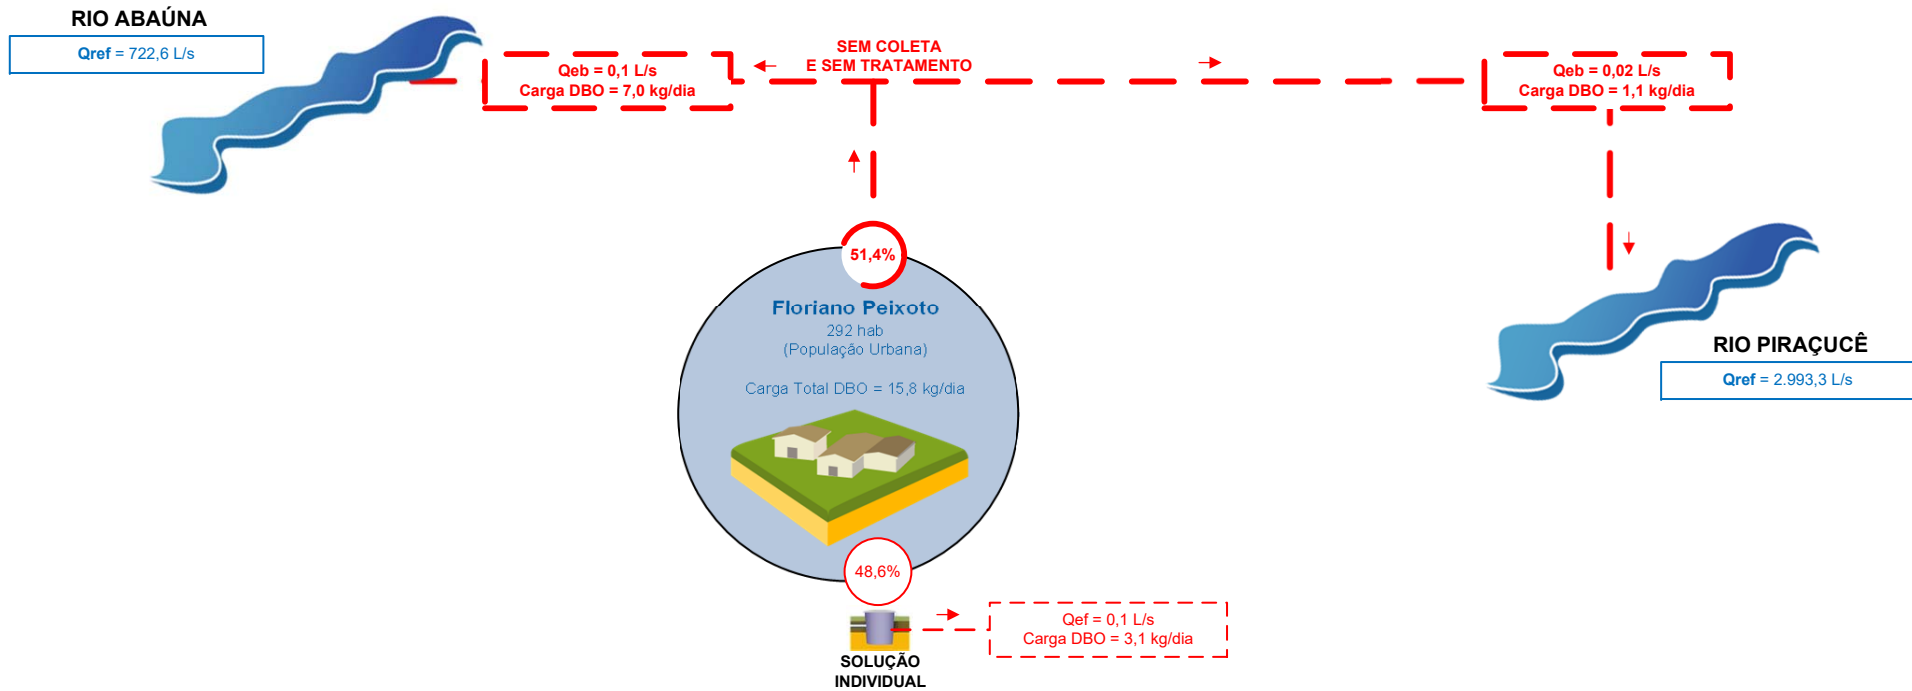 RIO ABAÚNA
Qref = 722,6 L/s
SEM COLETA
E SEM TRATAMENTO
Qeb = 0,1 L/s
Carga DBO = 7,0 kg/dia
Qeb = 0,02 L/s
Carga DBO = 1,1 kg/dia
51,4%
Floriano Peixoto
292 hab
(População Urbana)
Carga Total DBO = 15,8 kg/dia
RIO PIRAÇUCÊ
Qref = 2.993,3 L/s
48,6%
Qef = 0,1 L/s
Carga DBO = 3,1 kg/dia
SOLUÇÃO
INDIVIDUAL